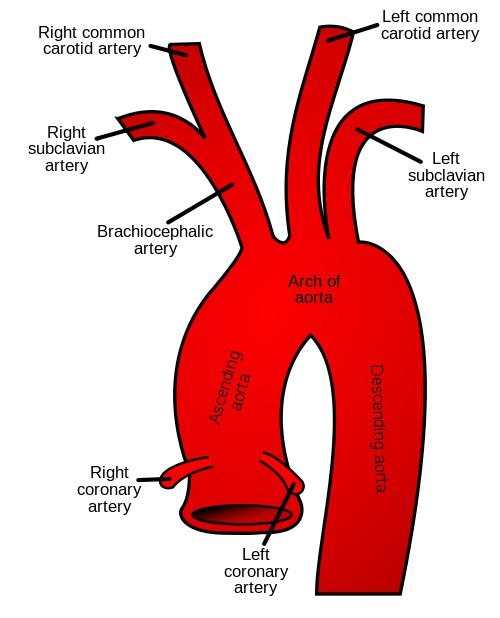 Right common
carotid artery
Left common
carotid artery
Right
subclavian
artery
Left
subclavian
artery
Brachiocephalic
artery
Arch of
aorta
Ascending
aorta
Descending aorta
Right
coronary
artery
Left
coronary
artery